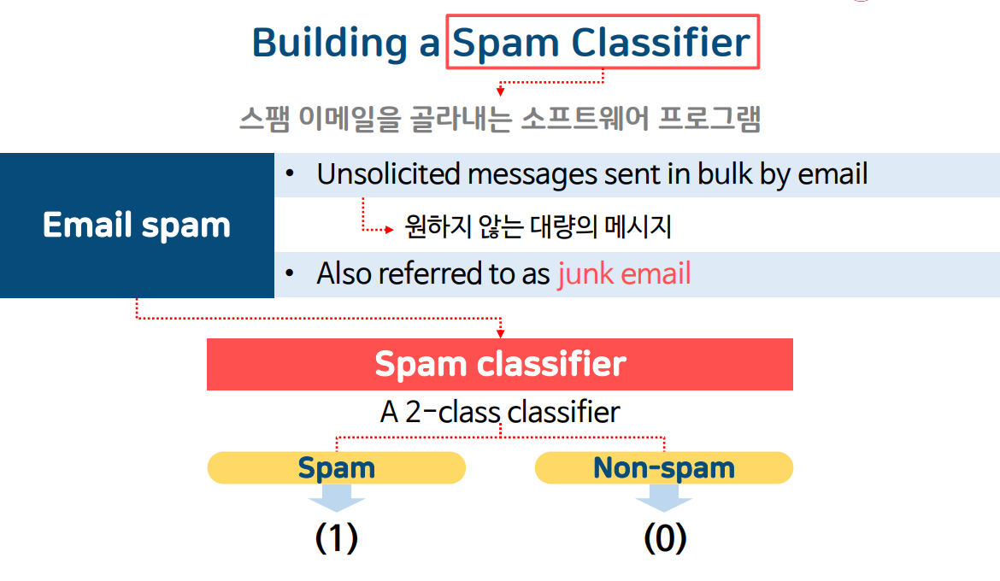 Building a Spam Classifier
스팸 이메일을 골라내는 소프트웨어 프로그램
Email spam
• Unsolicited messages sent in bulk by email
원하지 않는 대량의 메시지
• Also referred to as junk email
Spam classifier
A 2-class classifier
Spam
Non-spam
(1)
(0)